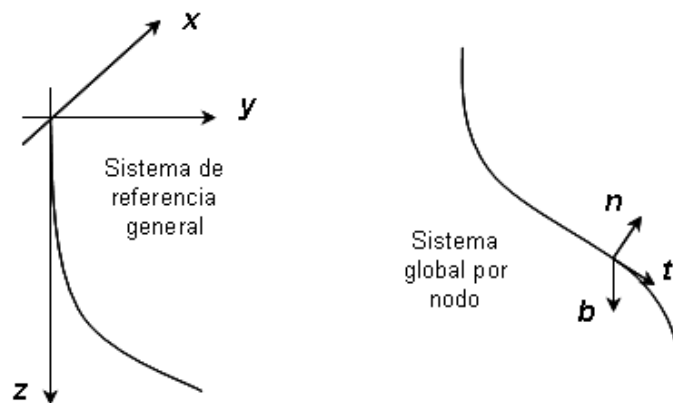 x
y
Sistema de
referencia
general
z
n
Sistema
global por
nodo
t
b